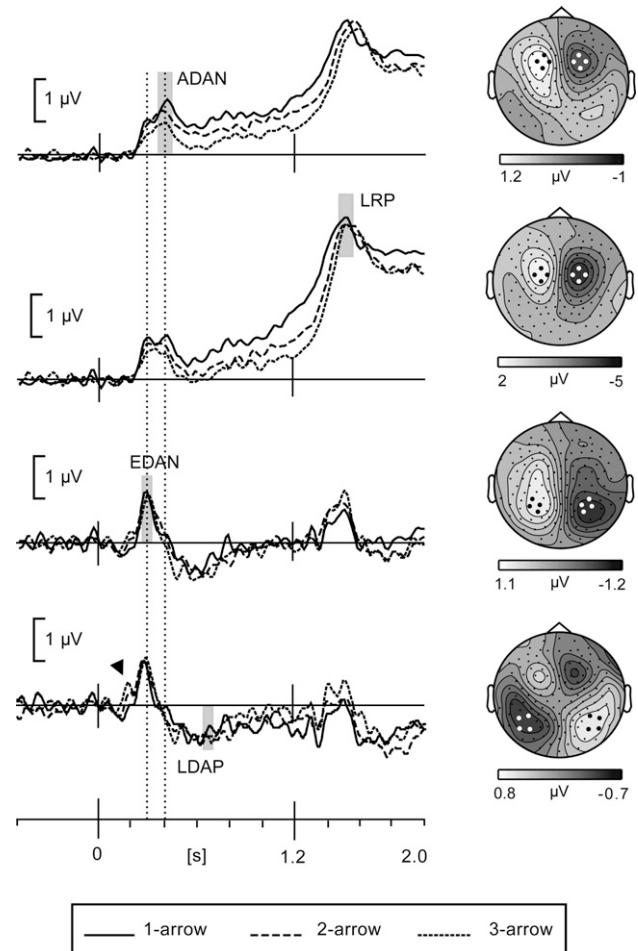 ADAN
1 µV
1.2 µV -1
LRP
1 µV
2 µV -5
EDAN
1 µV
1.1 µV -1.2
1 µV
LDAP
0.8 µV -0.7
0 [s] 1.2 2.0
1-arrow 2-arrow 3-arrow